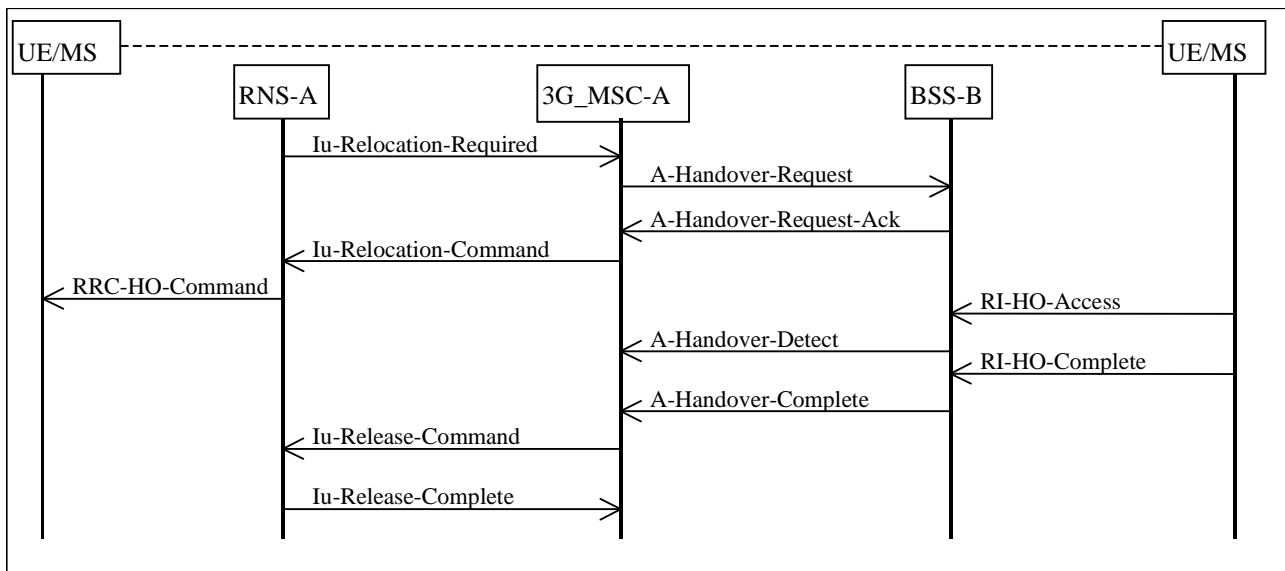 UE/MS
UE/MS
RNS-A
3G_MSC-A
BSS-B
Iu-Relocation-Required
A-Handover-Request
A-Handover-Request-Ack
Iu-Relocation-Command
RRC-HO-Command
RI-HO-Access
A-Handover-Detect
RI-HO-Complete
A-Handover-Complete
Iu-Release-Command
Iu-Release-Complete